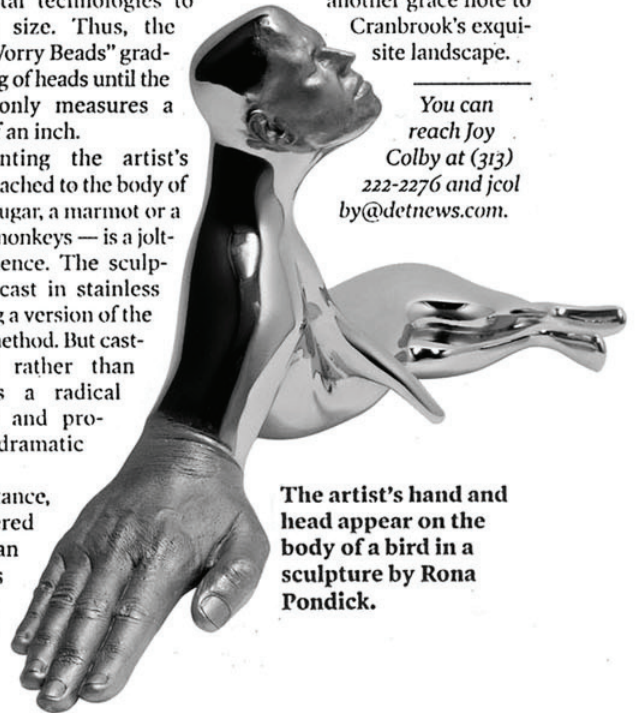 size. Thus, the
Worry Beads" grad-
g of heads until the
only measures a
f an inch.
nting the artist's
ached to the body of
ugar, a marmot or a
monkeys — is a jolt-
ence. The sculp-
cast in stainless
g a version of the
ethod. But cast-
rather than
s a radical
and pro-
dramatic
ance,
ered
an
s
another grace note to
Cranbrook's exqui-
site landscape.
You can
reach Joy
Colby at (313)
222-2276 and jcol
by@detnews.com.
The artist's hand and
head appear on the
body of a bird in a
sculpture by Rona
Pondick.